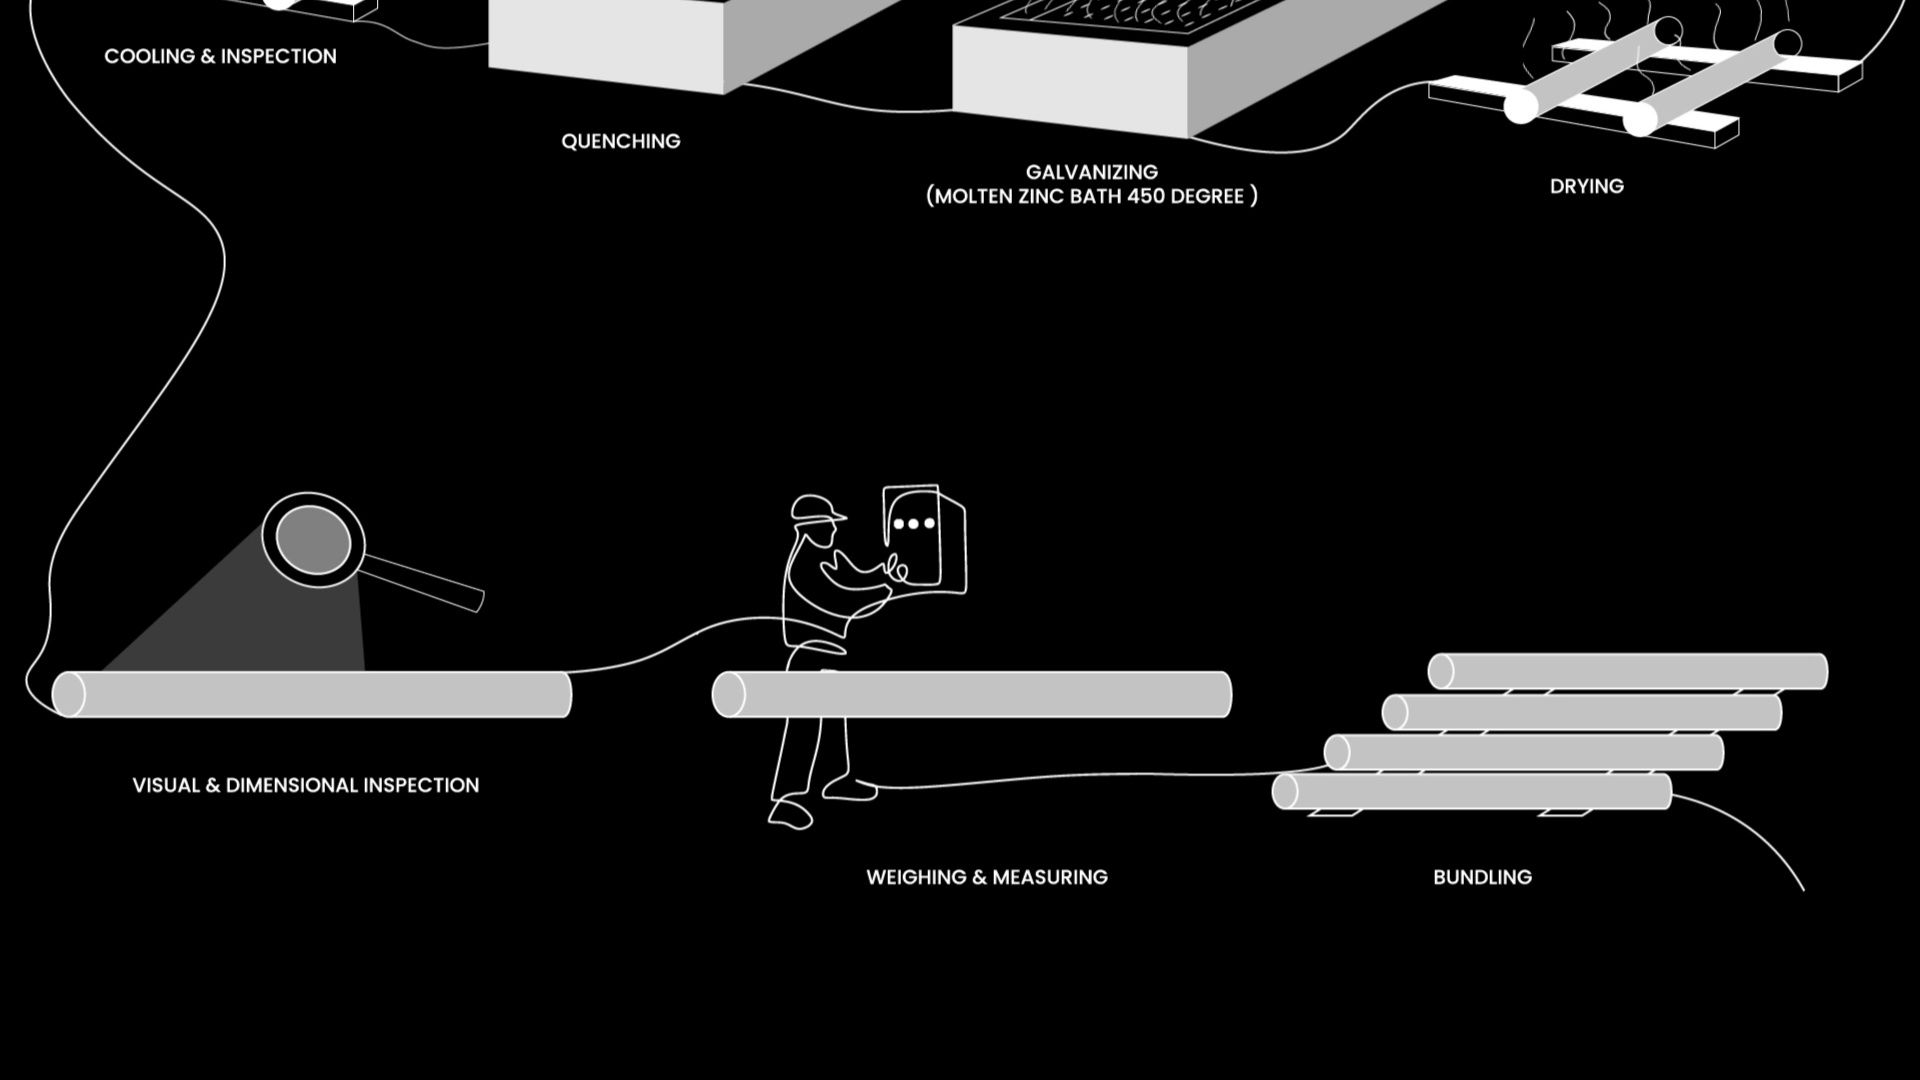 COOLING & INSPECTION
QUENCHING
GALVANIZING
(MOLTEN ZINC BATH 450 DEGREE )
DRYING
VISUAL & DIMENSIONAL INSPECTION
WEIGHING & MEASURING
BUNDLING